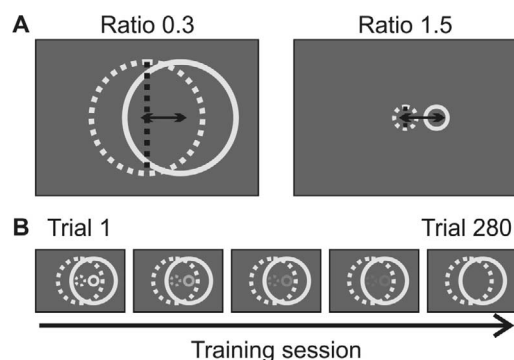 A Ratio 0.3 Ratio 1.5
B Trial 1 Trial 280
Training session